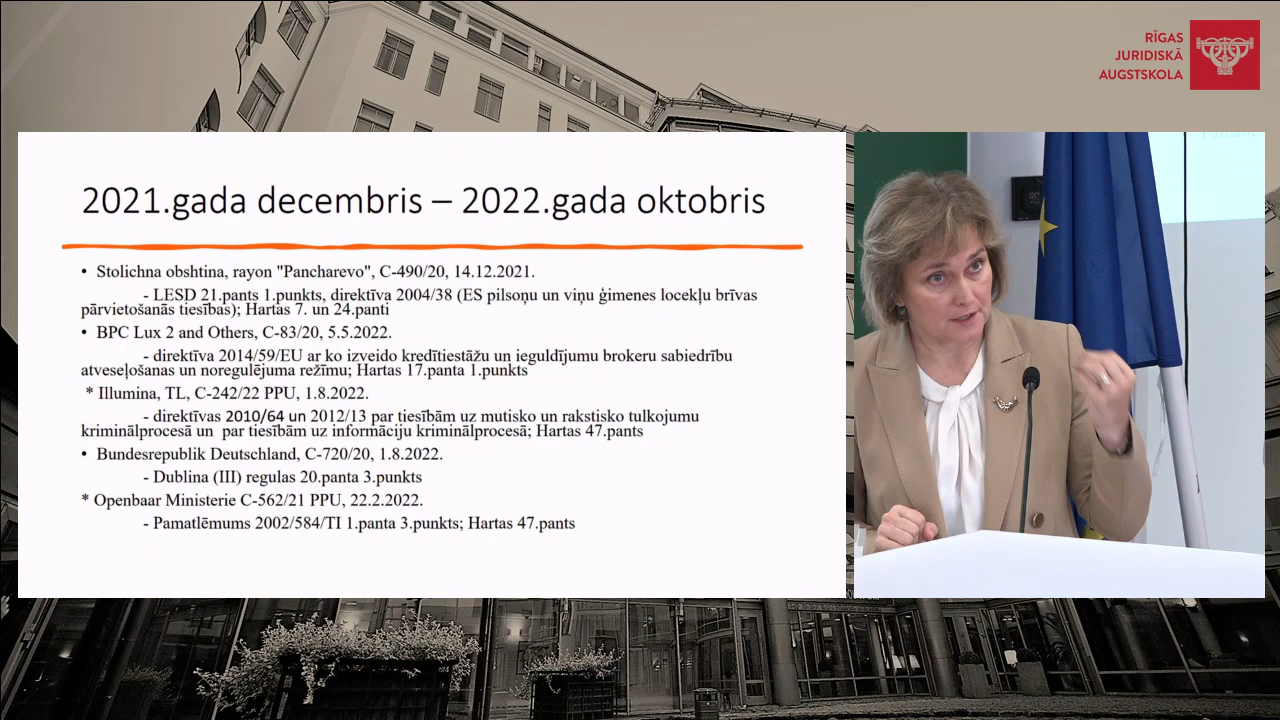 RĪGAS
JURIDISKĀ
AUGSTSKOLA
2021.gada decembris – 2022.gada oktobris
• Stolichna obshtina, rayon "Pancharevo", C-490/20, 14.12.2021.
- LESD 21.pants 1.punkts, direktīva 2004/38 (ES pilsoņu un viņu ģimenes locekļu brīvas
pārvietošanās tiesības); Hartas 7. un 24.panti
• BPC Lux 2 and Others, C-83/20, 5.5.2022.
- direktīva 2014/59/EU ar ko izveido kredītiestāžu un ieguldījumu brokeru sabiedrību
atveseļošanas un noregulējuma režīmu; Hartas 17.panta 1.punkts
* Illumina, TL, C-242/22 PPU, 1.8.2022.
- direktīvas 2010/64 un 2012/13 par tiesībām uz mutisko un rakstisko tulkojumu
kriminālprocesā un par tiesībām uz informāciju kriminālprocesā; Hartas 47.pants
• Bundesrepublik Deutschland, C-720/20, 1.8.2022.
- Dublina (III) regulas 20.panta 3.punkts
* Openbaar Ministerie C-562/21 PPU, 22.2.2022.
- Pamatlēmums 2002/584/TI 1.panta 3.punkts; Hartas 47.pants